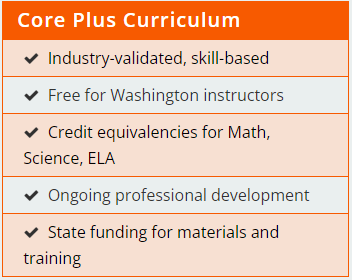 Core Plus Curriculum
✔ Industry-validated, skill-based
✔ Free for Washington instructors
✔ Credit equivalencies for Math,
Science, ELA
✔ Ongoing professional development
✔ State funding for materials and
training